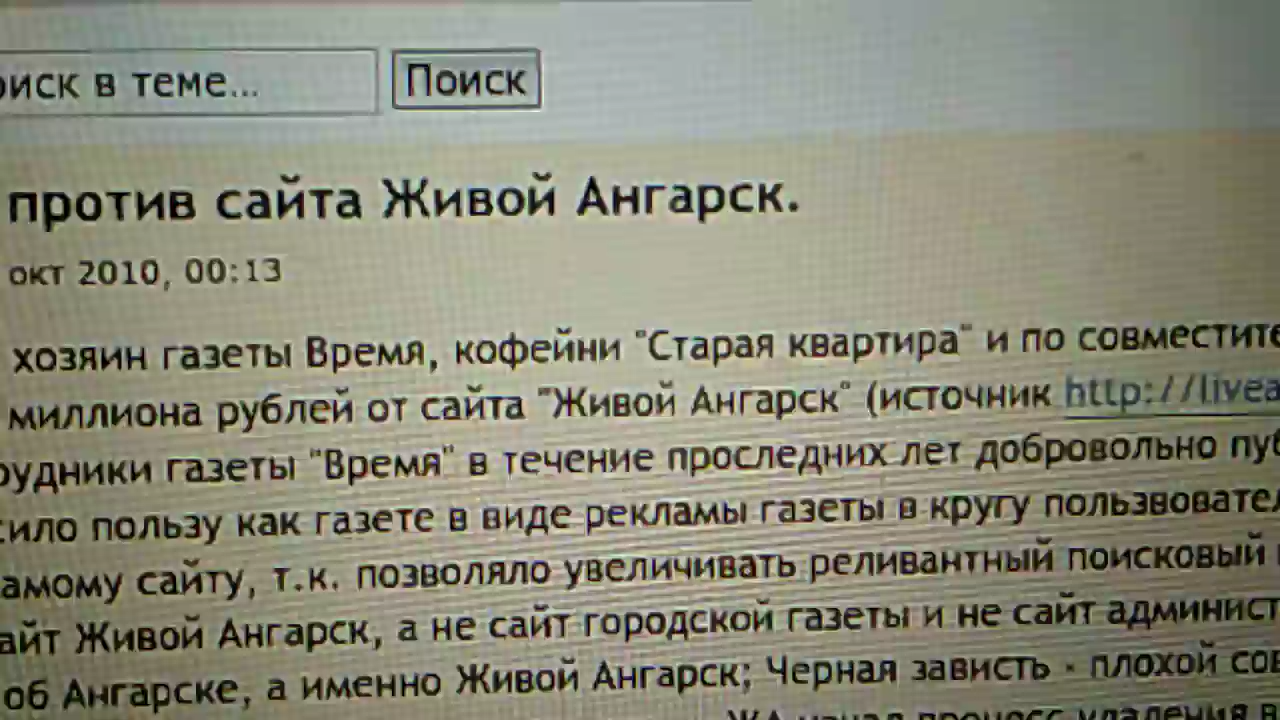 иск в теме... Поиск
против сайта Живой Ангарск.
окт 2010, 00:13
хозяин газеты Время, кофейни "Старая квартира" и по совместите
миллиона рублей от сайта "Живой Ангарск" (источник http://livea
рудники газеты "Время" в течение проследних лет добровольно пуб
сило пользу как газете в виде рекламы газеты в кругу пользвовател
амому сайту, т.к. позволяло увеличивать реливантный поисковый
айт Живой Ангарск, а не сайт городской газеты и не сайт админист
об Ангарске, а именно Живой Ангарск; Черная зависть - плохой сов